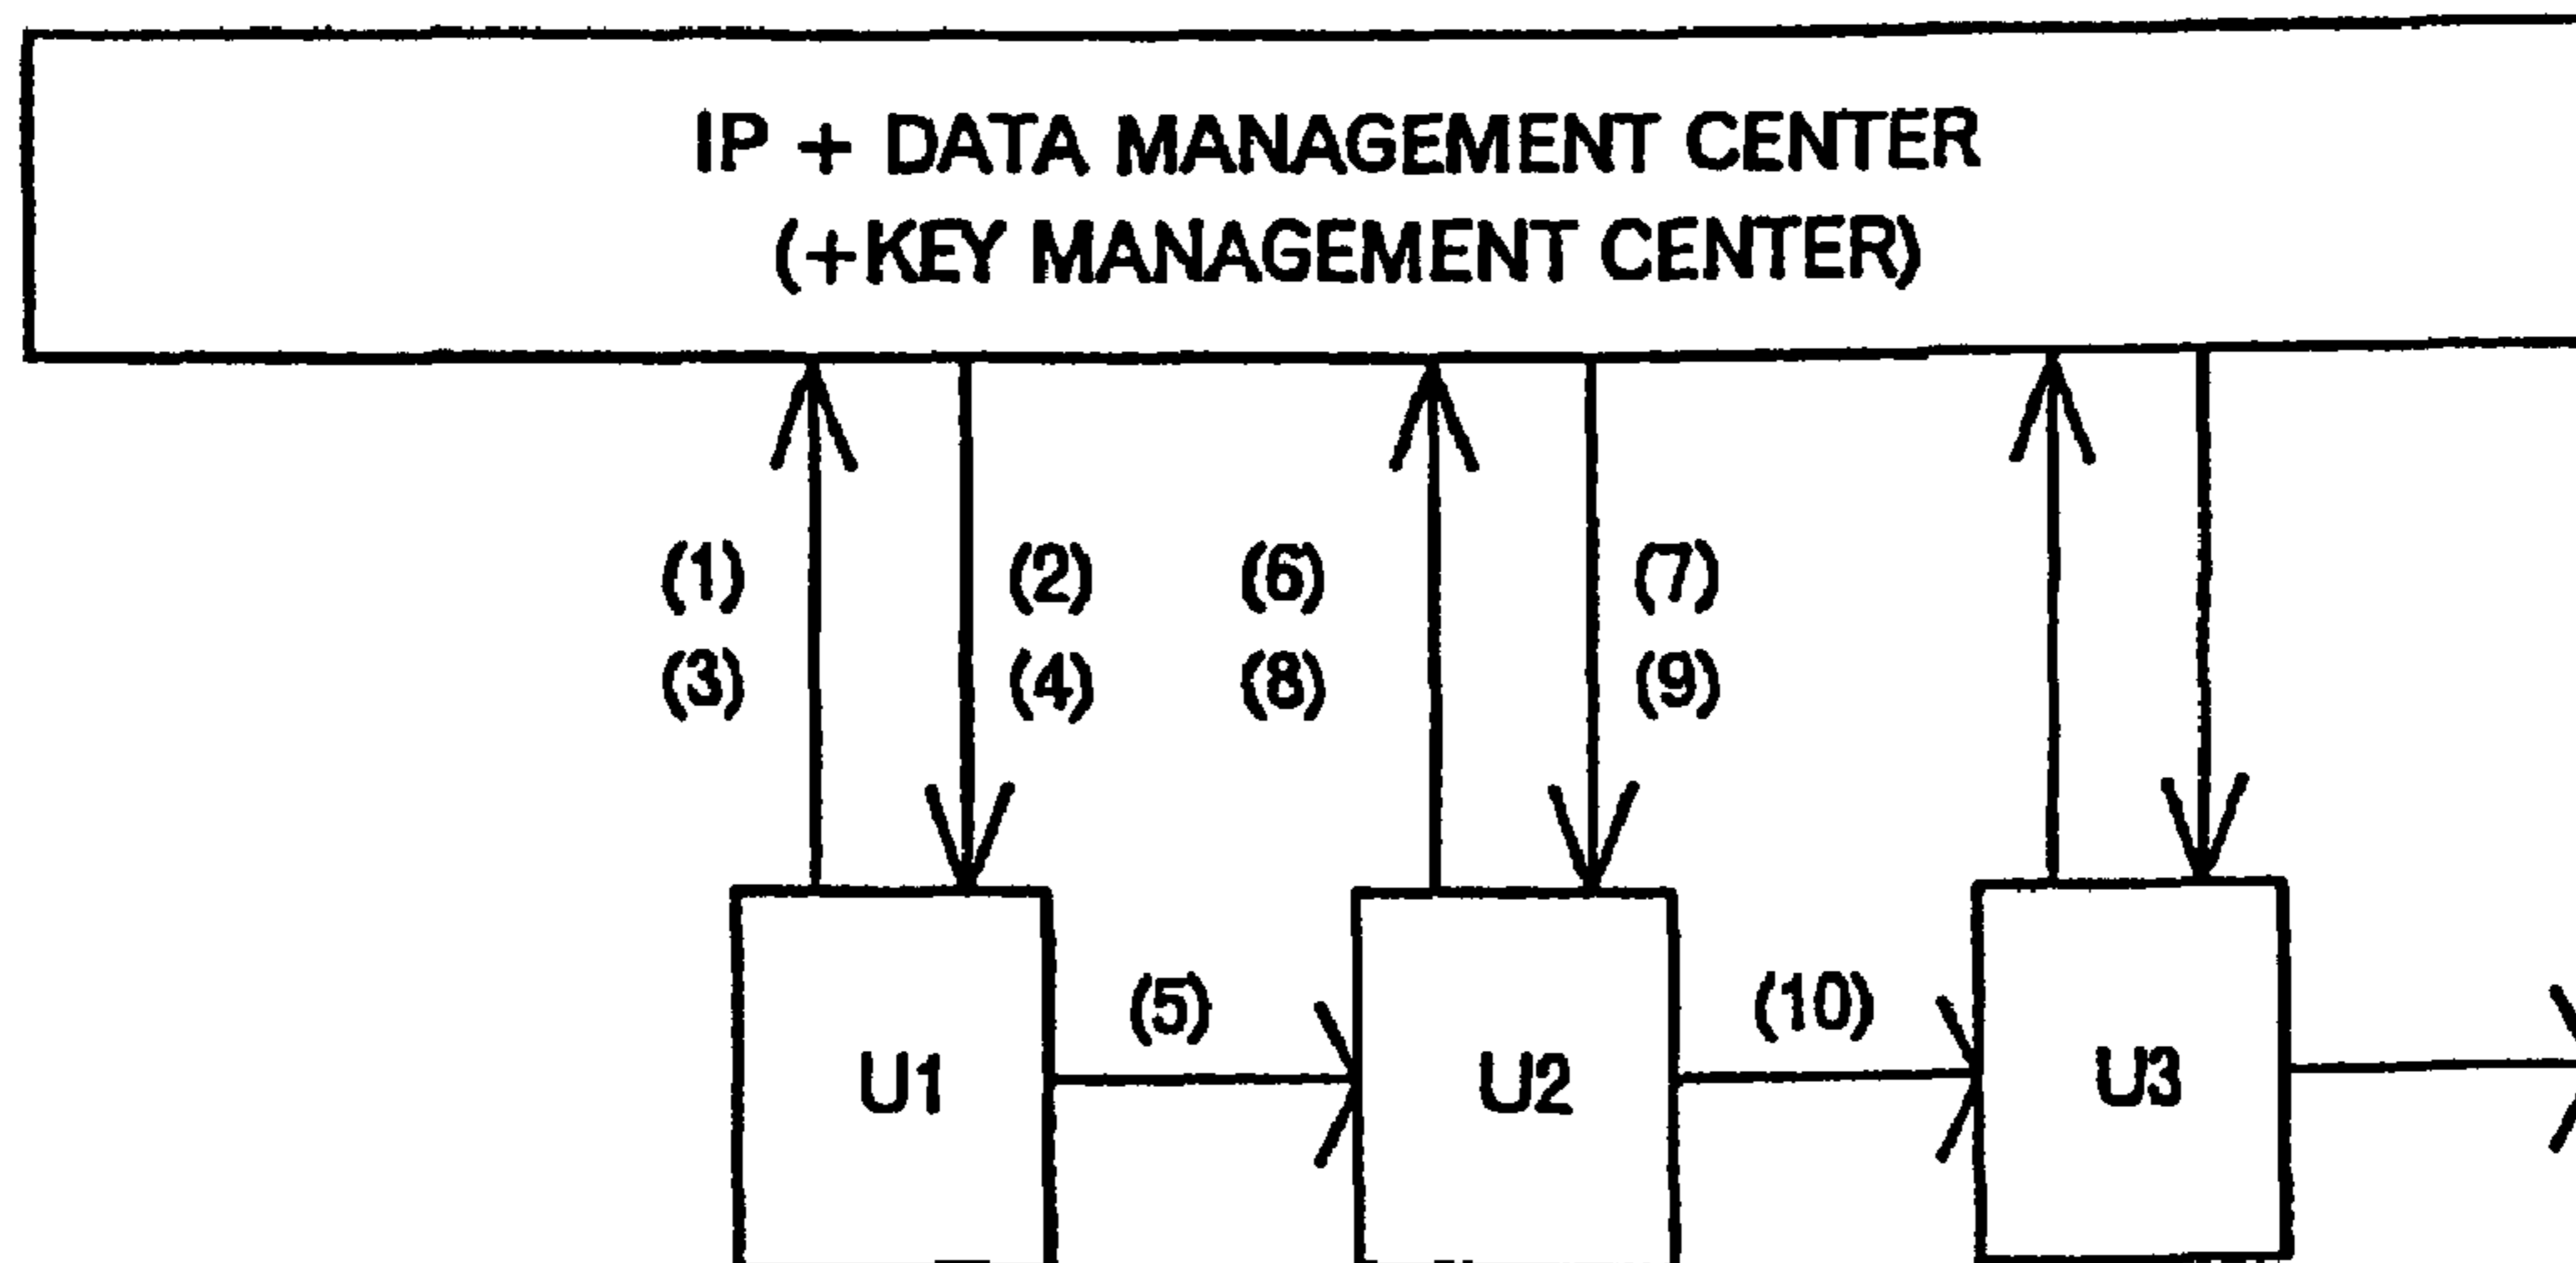 IP + DATA MANAGEMENT CENTER
(+KEY MANAGEMENT CENTER)
(1) (2) (6) (7)
(3) (4) (8) (9)
(5) (10)
U1 U2 U3